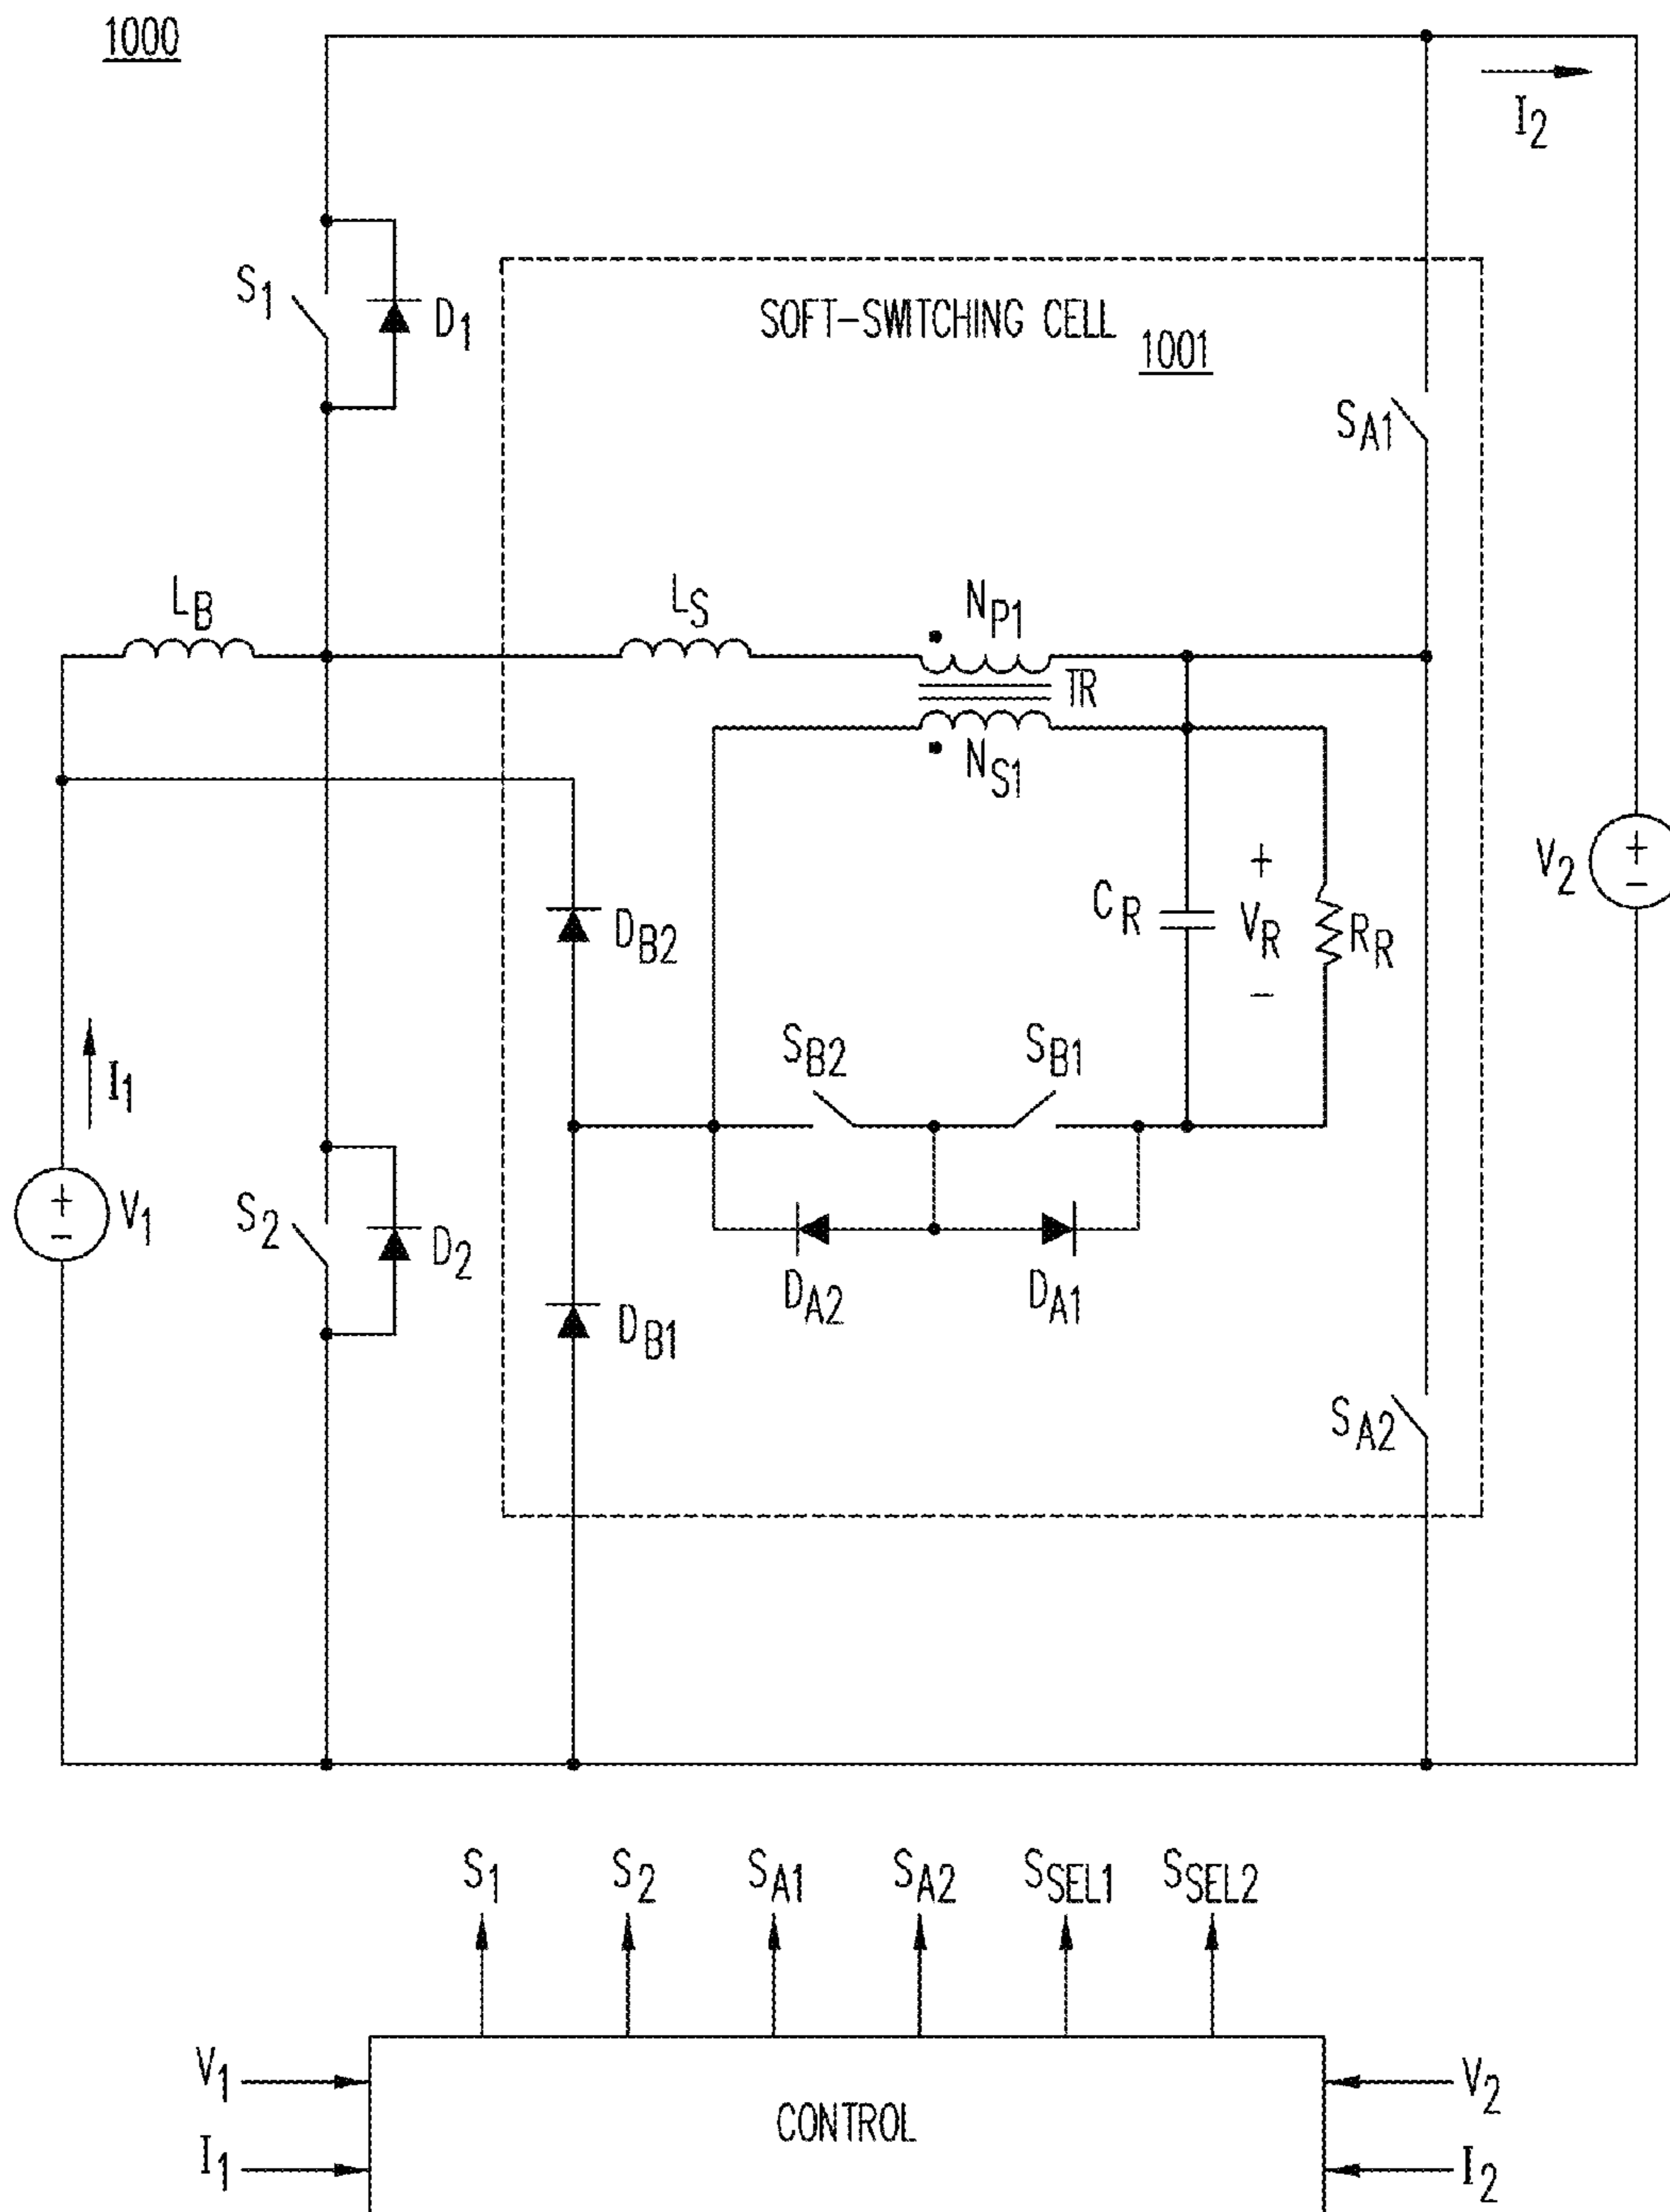 1000
I2
S1
D1
SOFT-SWITCHING CELL
1001
SA1
LB
LS
NP1
TR
NS1
DB2
CR
+
VR
−
RR
V2
+
−
I1
SB2
SB1
V1
+
−
S2
D2
DA2
DA1
DB1
SA2
S1
S2
SA1
SA2
SSEL1
SSEL2
V1
V2
CONTROL
I1
I2